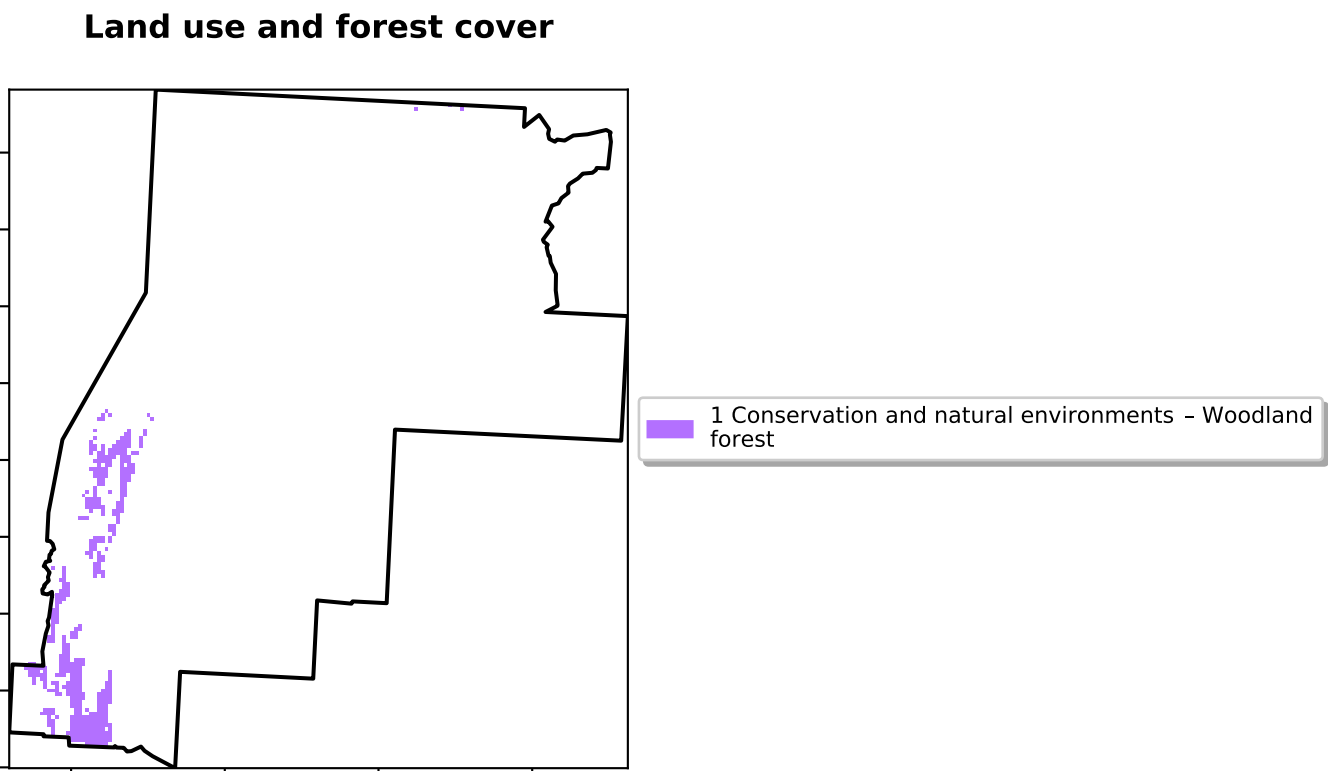 Land use and forest cover
1 Conservation and natural environments – Woodland
forest